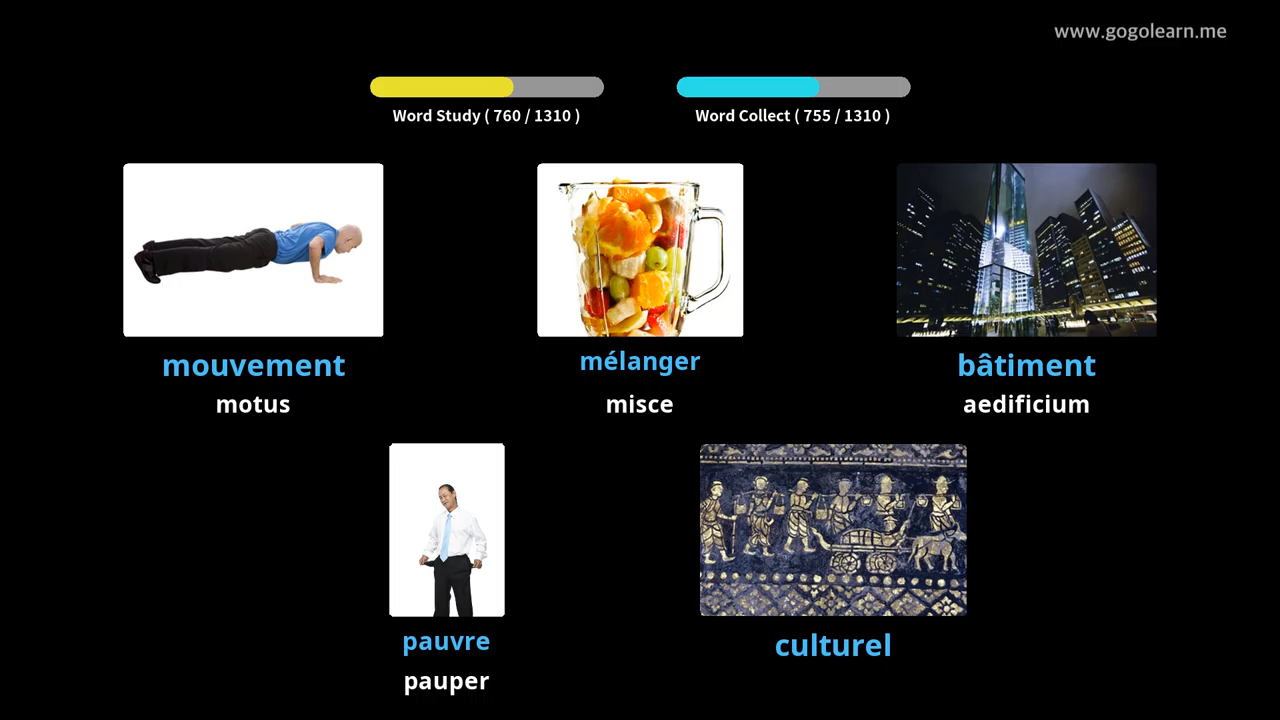 www.gogolearn.me
Word Study ( 760 / 1310 )
Word Collect ( 755 / 1310 )
mouvement
motus
mélanger
misce
bâtiment
aedificium
pauvre
pauper
culturel